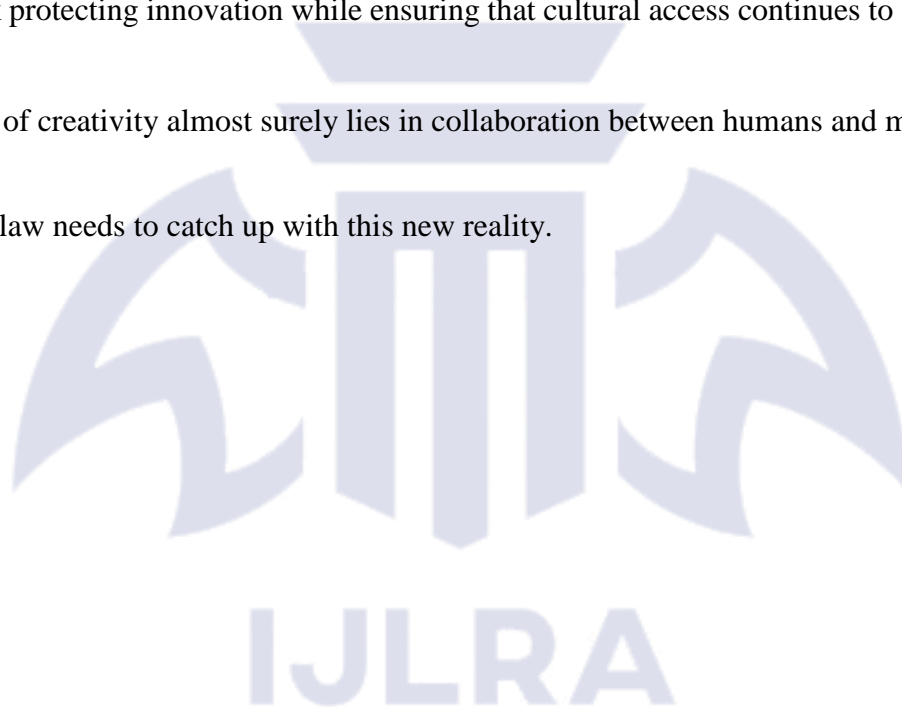 protecting innovation while ensuring that cultural access continues to
of creativity almost surely lies in collaboration between humans and
law needs to catch up with this new reality.
IJLRA